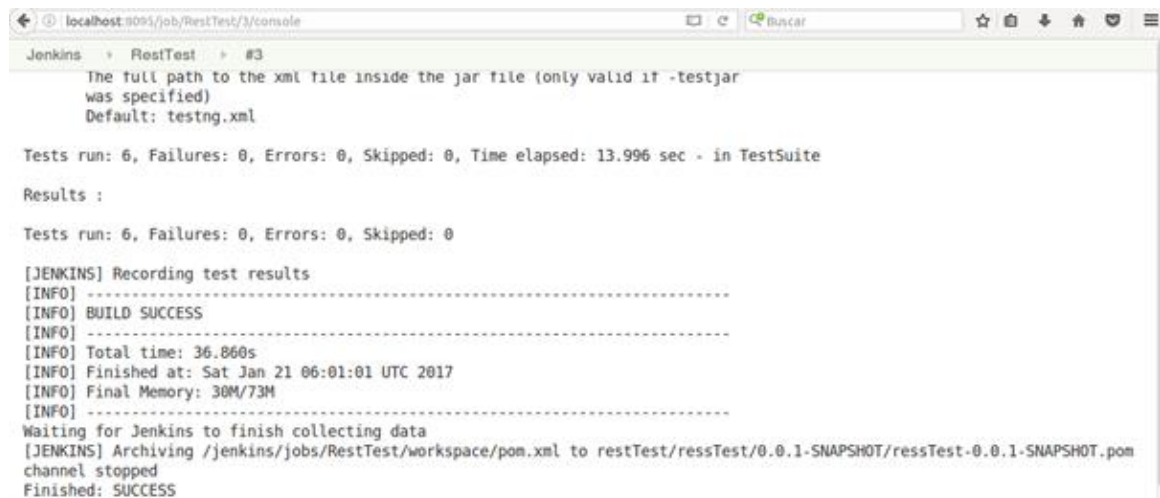 localhost:8095/job/RestTest/3/console
Buscar
Jenkins RestTest #3
The full path to the xml file inside the jar file (only valid if -testjar
was specified)
Default: testng.xml
Tests run: 6, Failures: 0, Errors: 0, Skipped: 0, Time elapsed: 13.996 sec - in TestSuite
Results :
Tests run: 6, Failures: 0, Errors: 0, Skipped: 0
[JENKINS] Recording test results
[INFO] ------------------------------------------------------------------------
[INFO] BUILD SUCCESS
[INFO] ------------------------------------------------------------------------
[INFO] Total time: 36.860s
[INFO] Finished at: Sat Jan 21 06:01:01 UTC 2017
[INFO] Final Memory: 30M/73M
[INFO] ------------------------------------------------------------------------
Waiting for Jenkins to finish collecting data
[JENKINS] Archiving /jenkins/jobs/RestTest/workspace/pom.xml to restTest/ressTest/0.0.1-SNAPSHOT/ressTest-0.0.1-SNAPSHOT.pom
channel stopped
Finished: SUCCESS